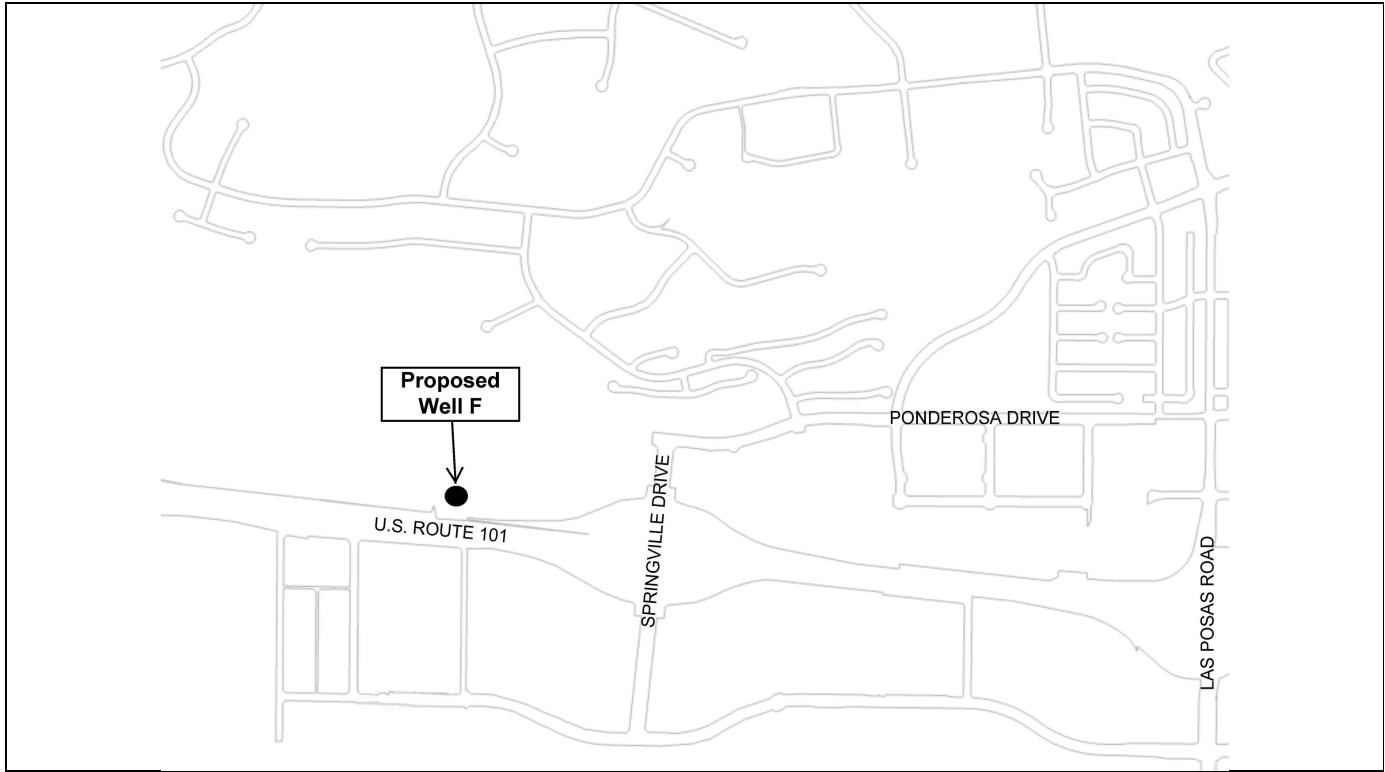 Proposed
Well F
PONDEROSA DRIVE
SPRINGVILLE DRIVE
U.S. ROUTE 101
LAS POSAS ROAD